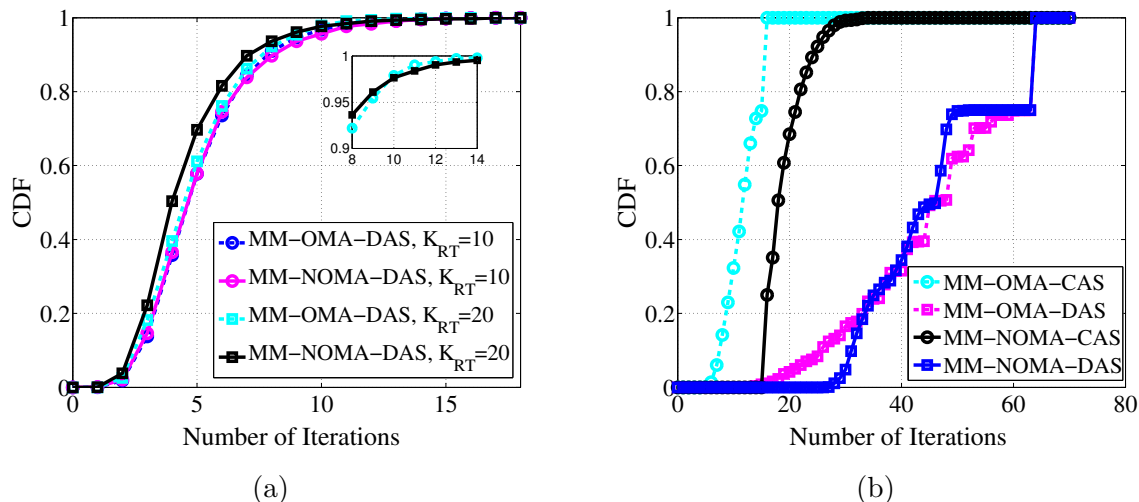 1
0.8
0.6
0.4
0.2
0
CDF
0 5 10 15
Number of Iterations
1
0.95
0.9
8 10 12 14
MM−OMA−DAS, K_RT=10
MM−NOMA−DAS, K_RT=10
MM−OMA−DAS, K_RT=20
MM−NOMA−DAS, K_RT=20
(a)
1
0.8
0.6
0.4
0.2
0
CDF
0 20 40 60 80
Number of Iterations
MM−OMA−CAS
MM−OMA−DAS
MM−NOMA−CAS
MM−NOMA−DAS
(b)